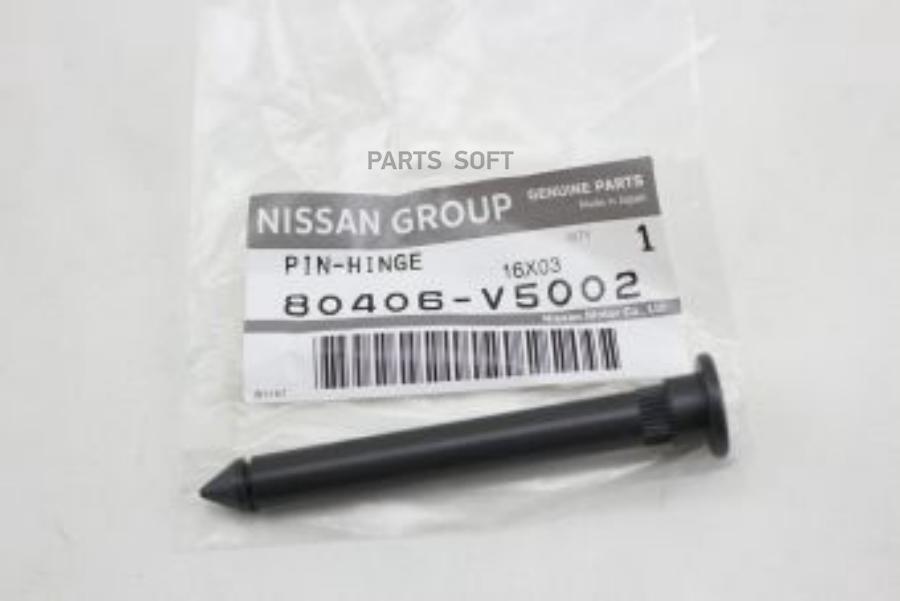 PARTS SOFT
NISSAN GROUP
GENUINE PARTS
Made in Japan
QTY 1
PIN-HINGE
16X03
80406-V5002
Nissan Motor Co., Ltd.